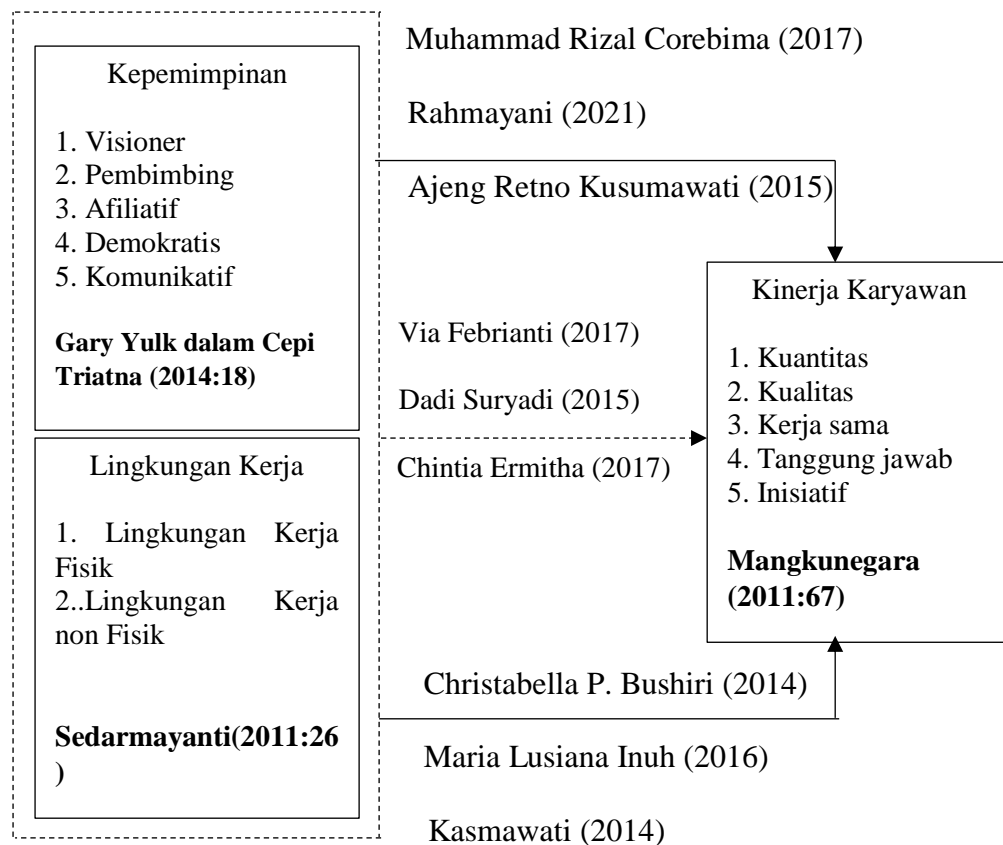 Muhammad Rizal Corebima (2017)
Kepemimpinan
Rahmayani (2021)
1. Visioner
2. Pembimbing
3. Afiliatif
4. Demokratis
5. Komunikatif
Gary Yulk dalam Cepi
Triatna (2014:18)
Ajeng Retno Kusumawati (2015)
Via Febrianti (2017)
Dadi Suryadi (2015)
Chintia Ermitha (2017)
Kinerja Karyawan
1. Kuantitas
2. Kualitas
3. Kerja sama
4. Tanggung jawab
5. Inisiatif
Mangkunegara
(2011:67)
Lingkungan Kerja
1. Lingkungan Kerja
Fisik
2..Lingkungan Kerja
non Fisik
Sedarmayanti(2011:26
)
Christabella P. Bushiri (2014)
Maria Lusiana Inuh (2016)
Kasmawati (2014)